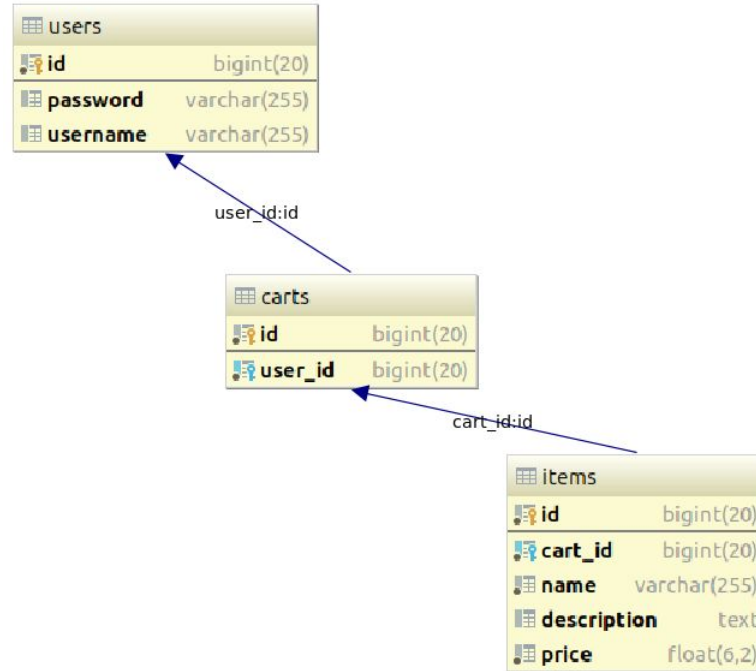 users
id bigint(20)
password varchar(255)
username varchar(255)
user_id:id
carts
id bigint(20)
user_id bigint(20)
cart_id:id
items
id bigint(20)
cart_id bigint(20)
name varchar(255)
description text
price float(6,2)